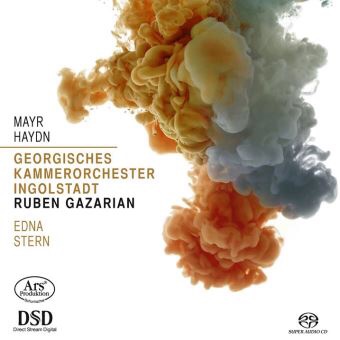 MAYR
HAYDN
GEORGISCHES
KAMMERORCHESTER
INGOLSTADT
RUBEN GAZARIAN
EDNA
STERN
Ars
Produktion
DSD
Direct Stream Digital
SUPER AUDIO CD